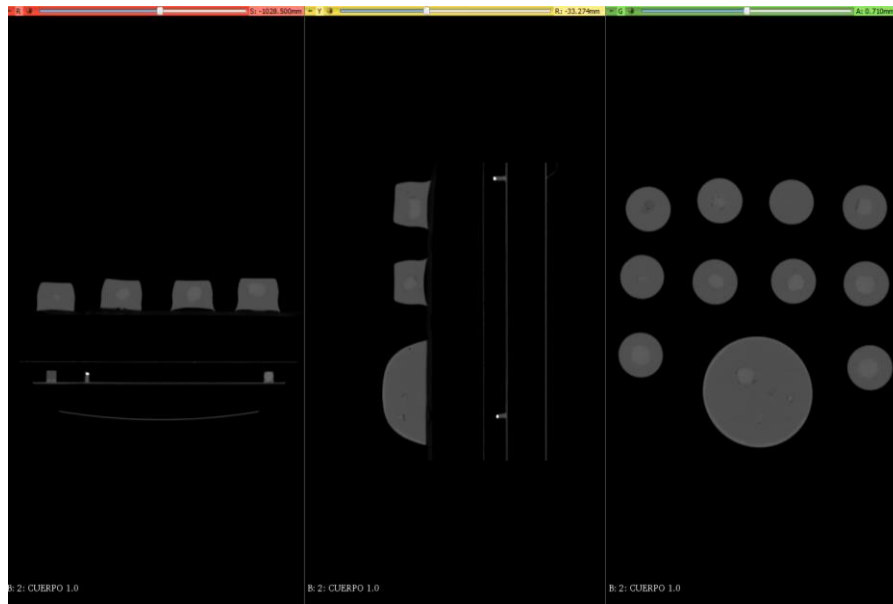 R S: -1028.500mm
Y R: -33.274mm
G A: 0.710mm
B: 2: CUERPO 1.0
B: 2: CUERPO 1.0
B: 2: CUERPO 1.0